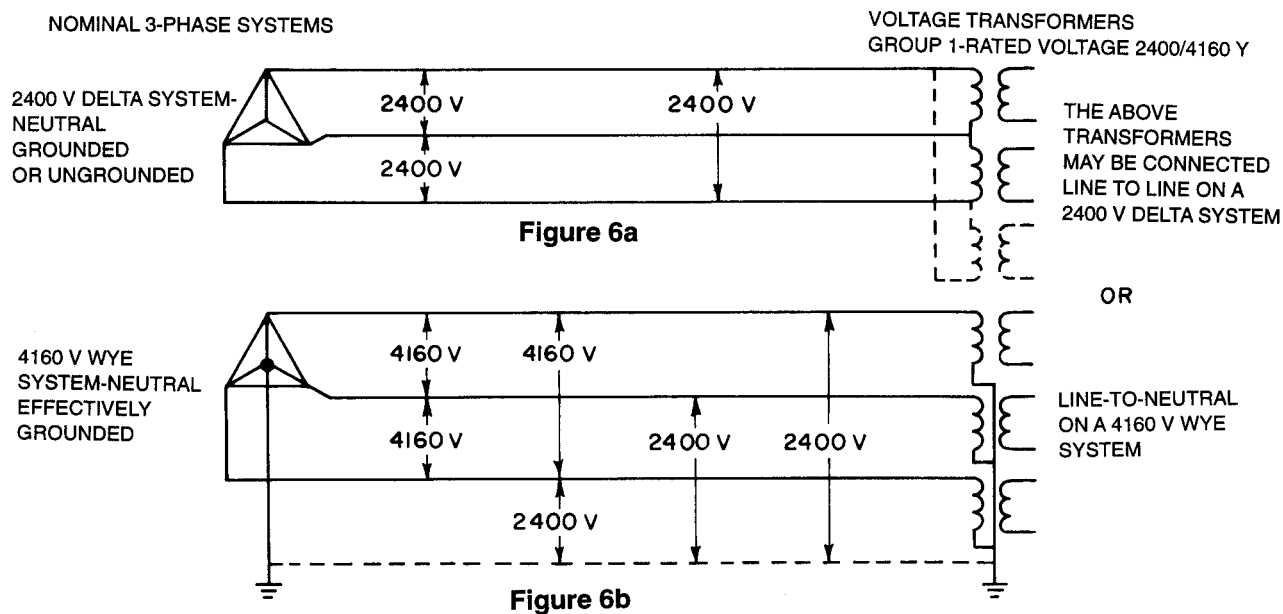 NOMINAL 3-PHASE SYSTEMS
VOLTAGE TRANSFORMERS
GROUP 1-RATED VOLTAGE 2400/4160 Y
2400 V DELTA SYSTEM-
NEUTRAL
GROUNDED
OR UNGROUNDED
2400 V
2400 V
2400 V
THE ABOVE
TRANSFORMERS
MAY BE CONNECTED
LINE TO LINE ON A
2400 V DELTA SYSTEM
Figure 6a
OR
4160 V WYE
SYSTEM-NEUTRAL
EFFECTIVELY
GROUNDED
4160 V
4160 V
4160 V
2400 V
2400 V
2400 V
LINE-TO-NEUTRAL
ON A 4160 V WYE
SYSTEM
Figure 6b